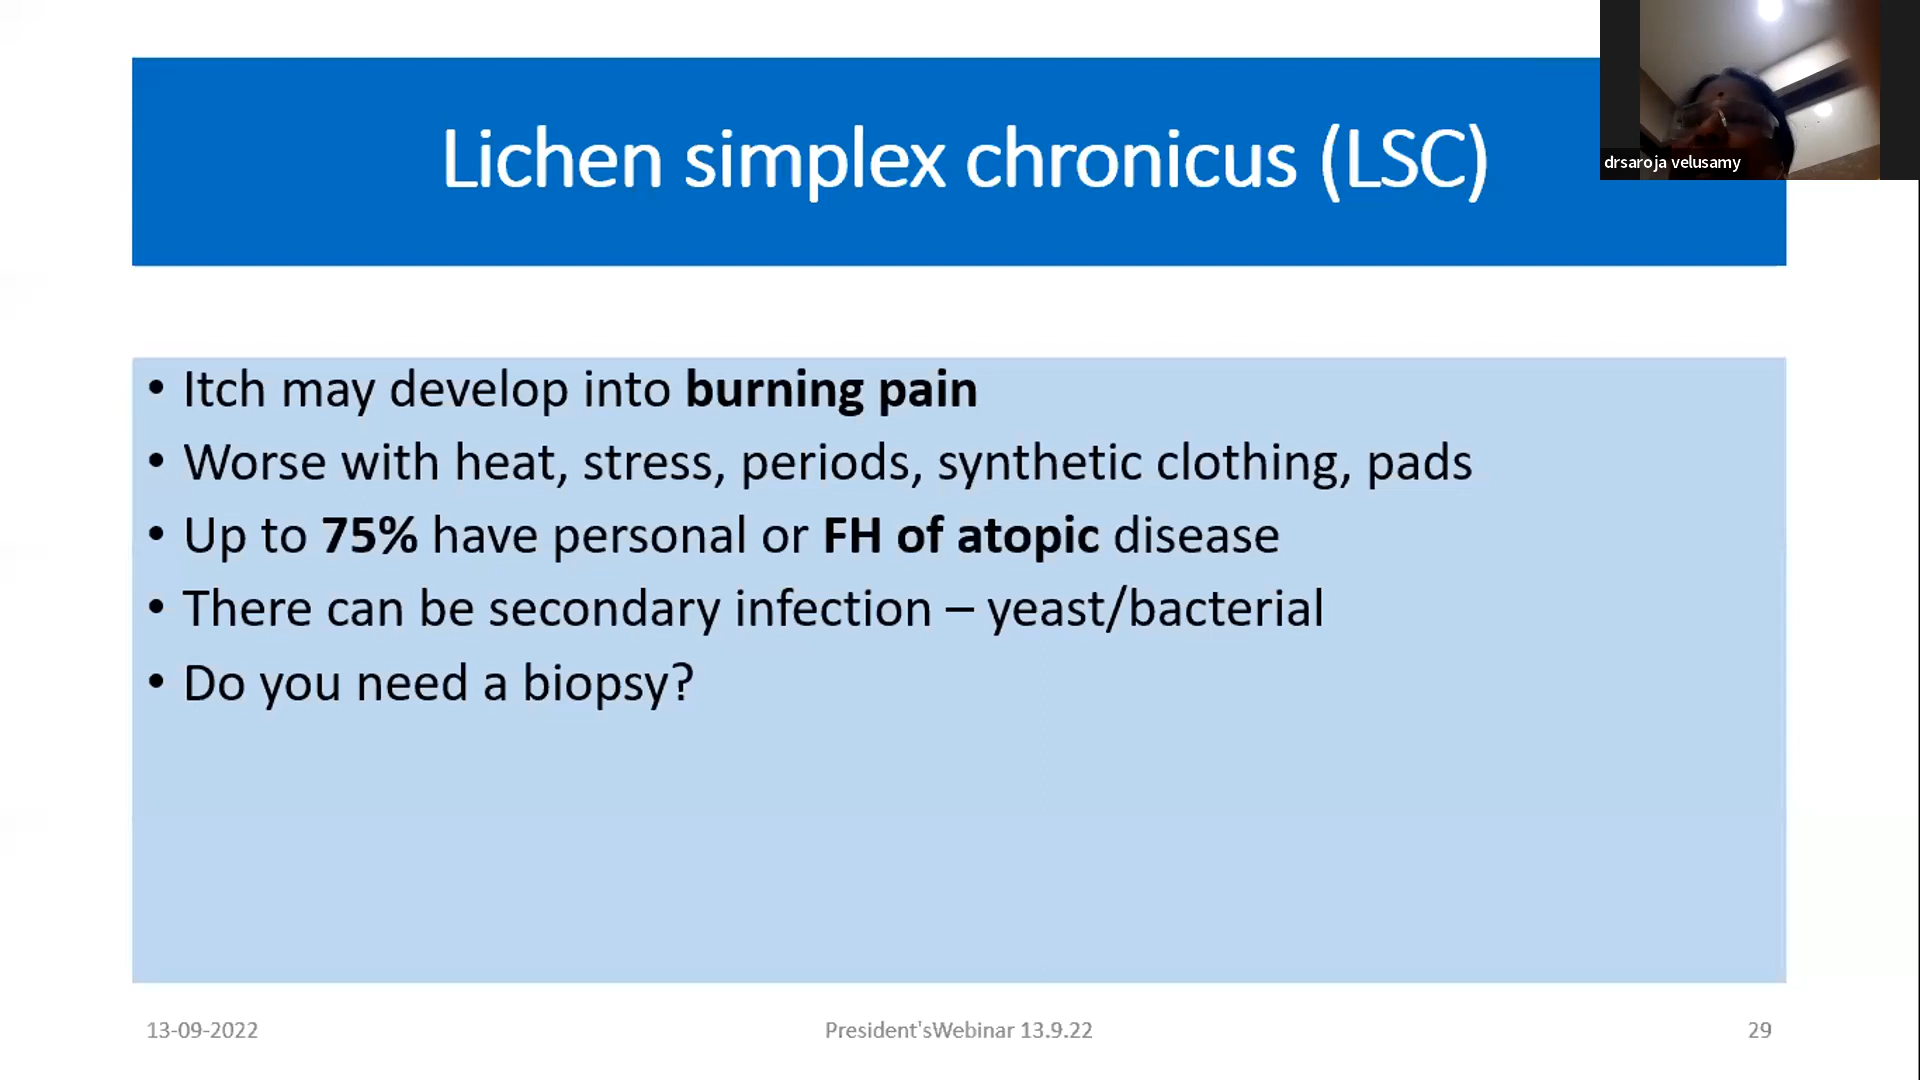 Lichen simplex chronicus (LSC)
drsaroja velusamy
• Itch may develop into burning pain
• Worse with heat, stress, periods, synthetic clothing, pads
• Up to 75% have personal or FH of atopic disease
• There can be secondary infection – yeast/bacterial
• Do you need a biopsy?
13-09-2022
President'sWebinar 13.9.22
29